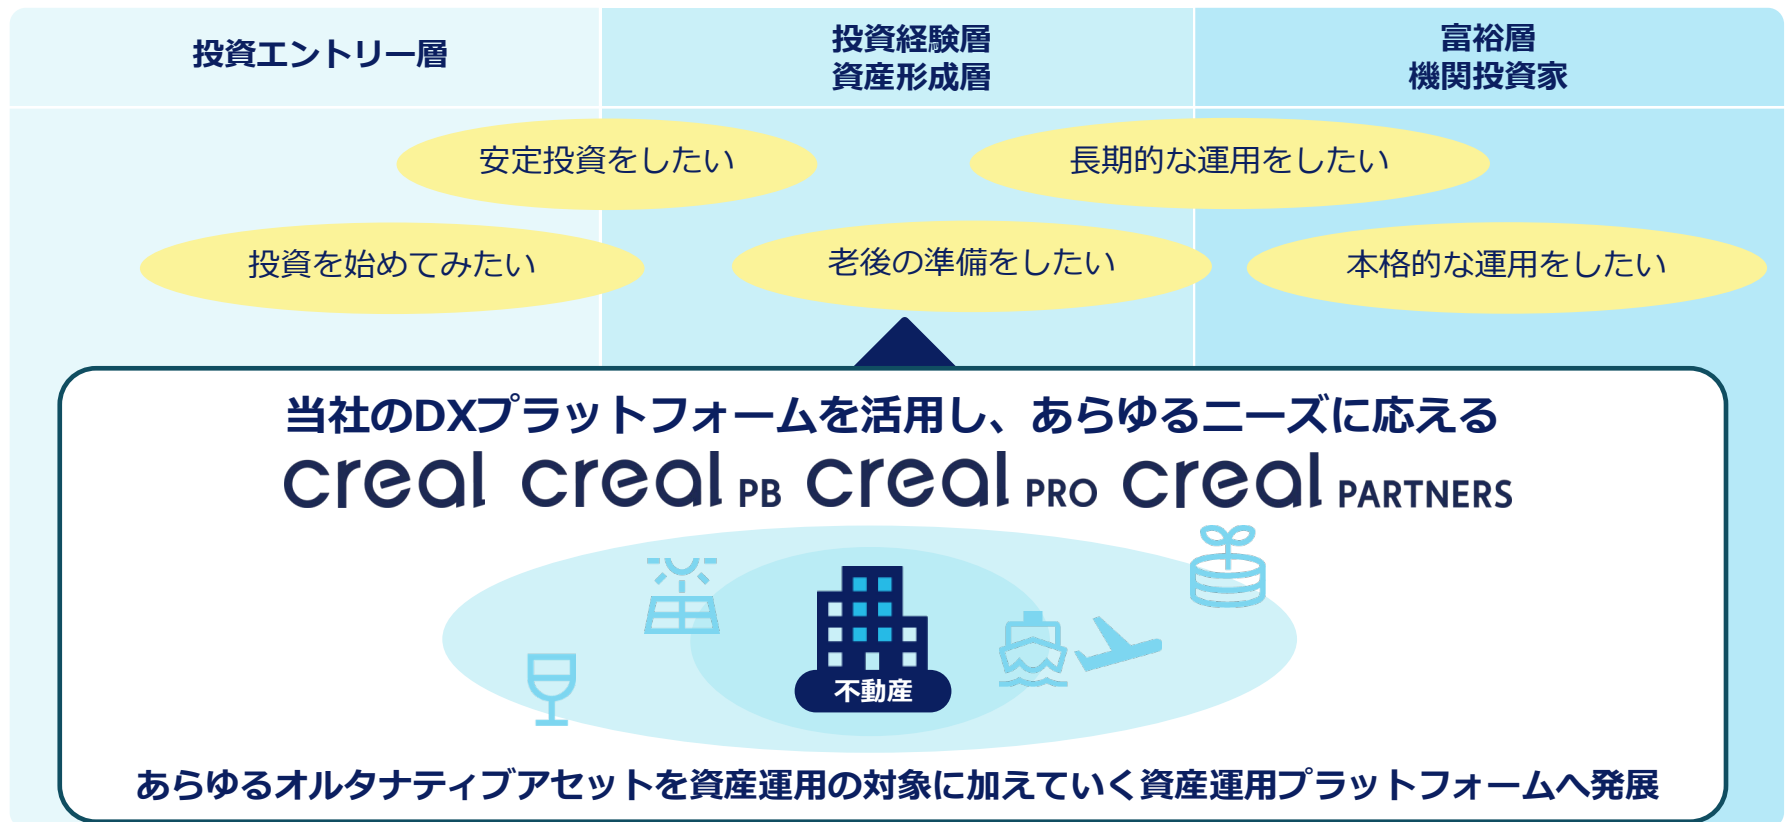 投資エントリー層
投資経験層
資産形成層
富裕層
機関投資家
安定投資をしたい
長期的な運用をしたい
投資を始めてみたい
老後の準備をしたい
本格的な運用をしたい
当社のDXプラットフォームを活用し、あらゆるニーズに応える
creal creal PB creal PRO creal PARTNERS
不動産
あらゆるオルタナティブアセットを資産運用の対象に加えていく資産運用プラットフォームへ発展